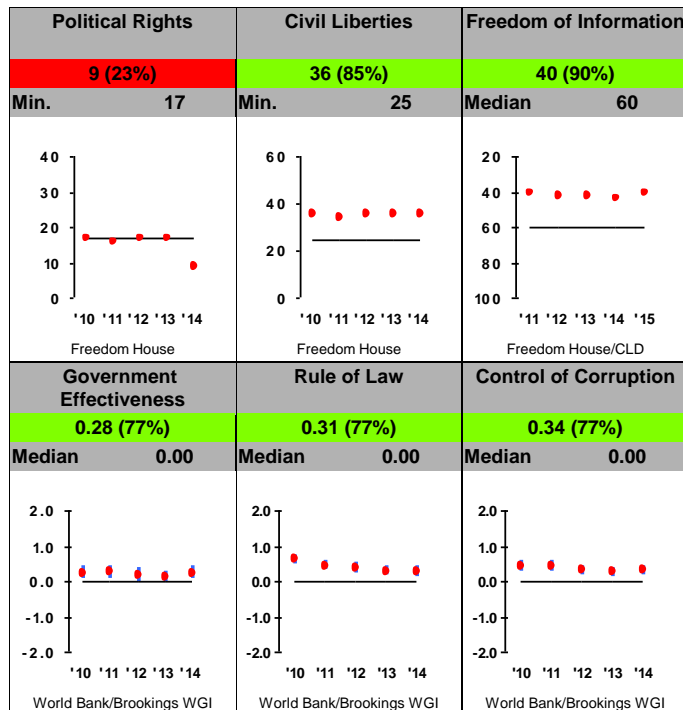 Political Rights
9 (23%)
Min. 17
40
30
20
10
0
'10 '11 '12 '13 '14
Freedom House
Civil Liberties
36 (85%)
Min. 25
60
40
20
0
'10 '11 '12 '13 '14
Freedom House
Freedom of Information
40 (90%)
Median 60
20
40
60
80
100
'11 '12 '13 '14 '15
Freedom House/CLD
Government
Effectiveness
0.28 (77%)
Median 0.00
2.0
1.0
0.0
-1.0
-2.0
'10 '11 '12 '13 '14
World Bank/Brookings WGI
Rule of Law
0.31 (77%)
Median 0.00
2.0
1.0
0.0
-1.0
-2.0
'10 '11 '12 '13 '14
World Bank/Brookings WGI
Control of Corruption
0.34 (77%)
Median 0.00
2.0
1.0
0.0
-1.0
-2.0
'10 '11 '12 '13 '14
World Bank/Brookings WGI